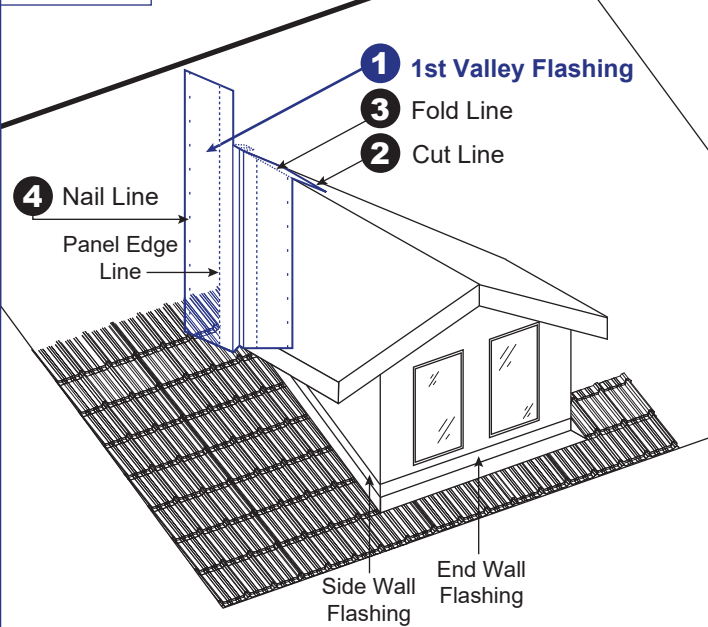 1 1st Valley Flashing
3 Fold Line
2 Cut Line
4 Nail Line
Panel Edge
Line
Side Wall
Flashing
End Wall
Flashing